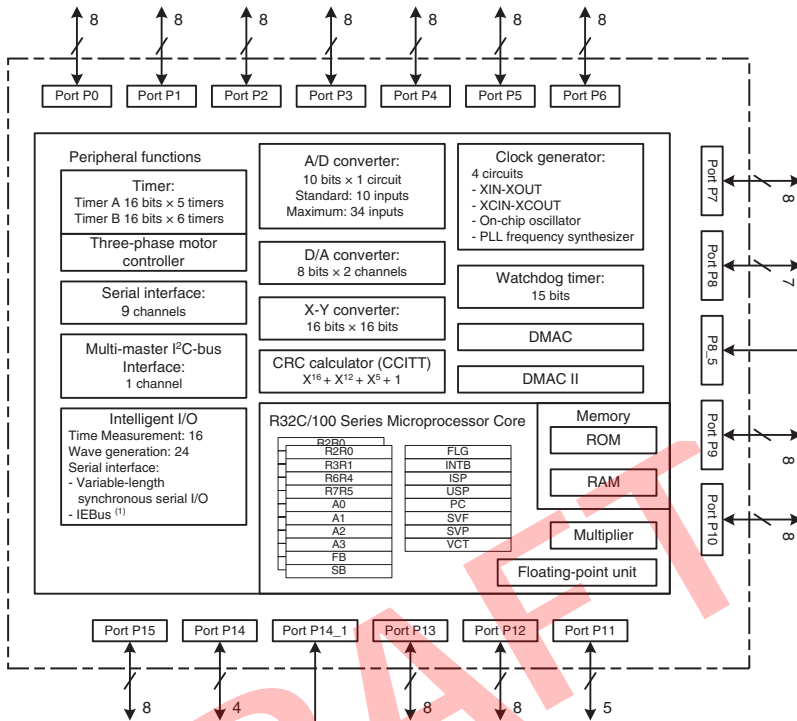 8 8 8 8 8 8 8
Port P0 Port P1 Port P2 Port P3 Port P4 Port P5 Port P6
Peripheral functions
Timer:
Timer A 16 bits × 5 timers
Timer B 16 bits × 6 timers
Three-phase motor
controller
Serial interface:
9 channels
Multi-master I²C-bus
Interface:
1 channel
Intelligent I/O
Time Measurement: 16
Wave generation: 24
Serial interface:
- Variable-length
synchronous serial I/O
- IEBus (1)
A/D converter:
10 bits × 1 circuit
Standard: 10 inputs
Maximum: 34 inputs
D/A converter:
8 bits × 2 channels
X-Y converter:
16 bits × 16 bits
CRC calculator (CCITT)
X¹⁶ + X¹² + X⁵ + 1
Clock generator:
4 circuits
- XIN-XOUT
- XCIN-XCOUT
- On-chip oscillator
- PLL frequency synthesizer
Watchdog timer:
15 bits
DMAC
DMAC II
R32C/100 Series Microprocessor Core
R2R0
R2R0
R3R1
R6R4
R7R5
A0
A1
A2
A3
FB
SB
FLG
INTB
ISP
USP
PC
SVF
SVP
VCT
Memory
ROM
RAM
Multiplier
Floating-point unit
Port P7
8
Port P8
7
P8_5
Port P9
8
Port P10
8
Port P15 Port P14 Port P14_1 Port P13 Port P12 Port P11
8 4 8 8 5
DRAFT